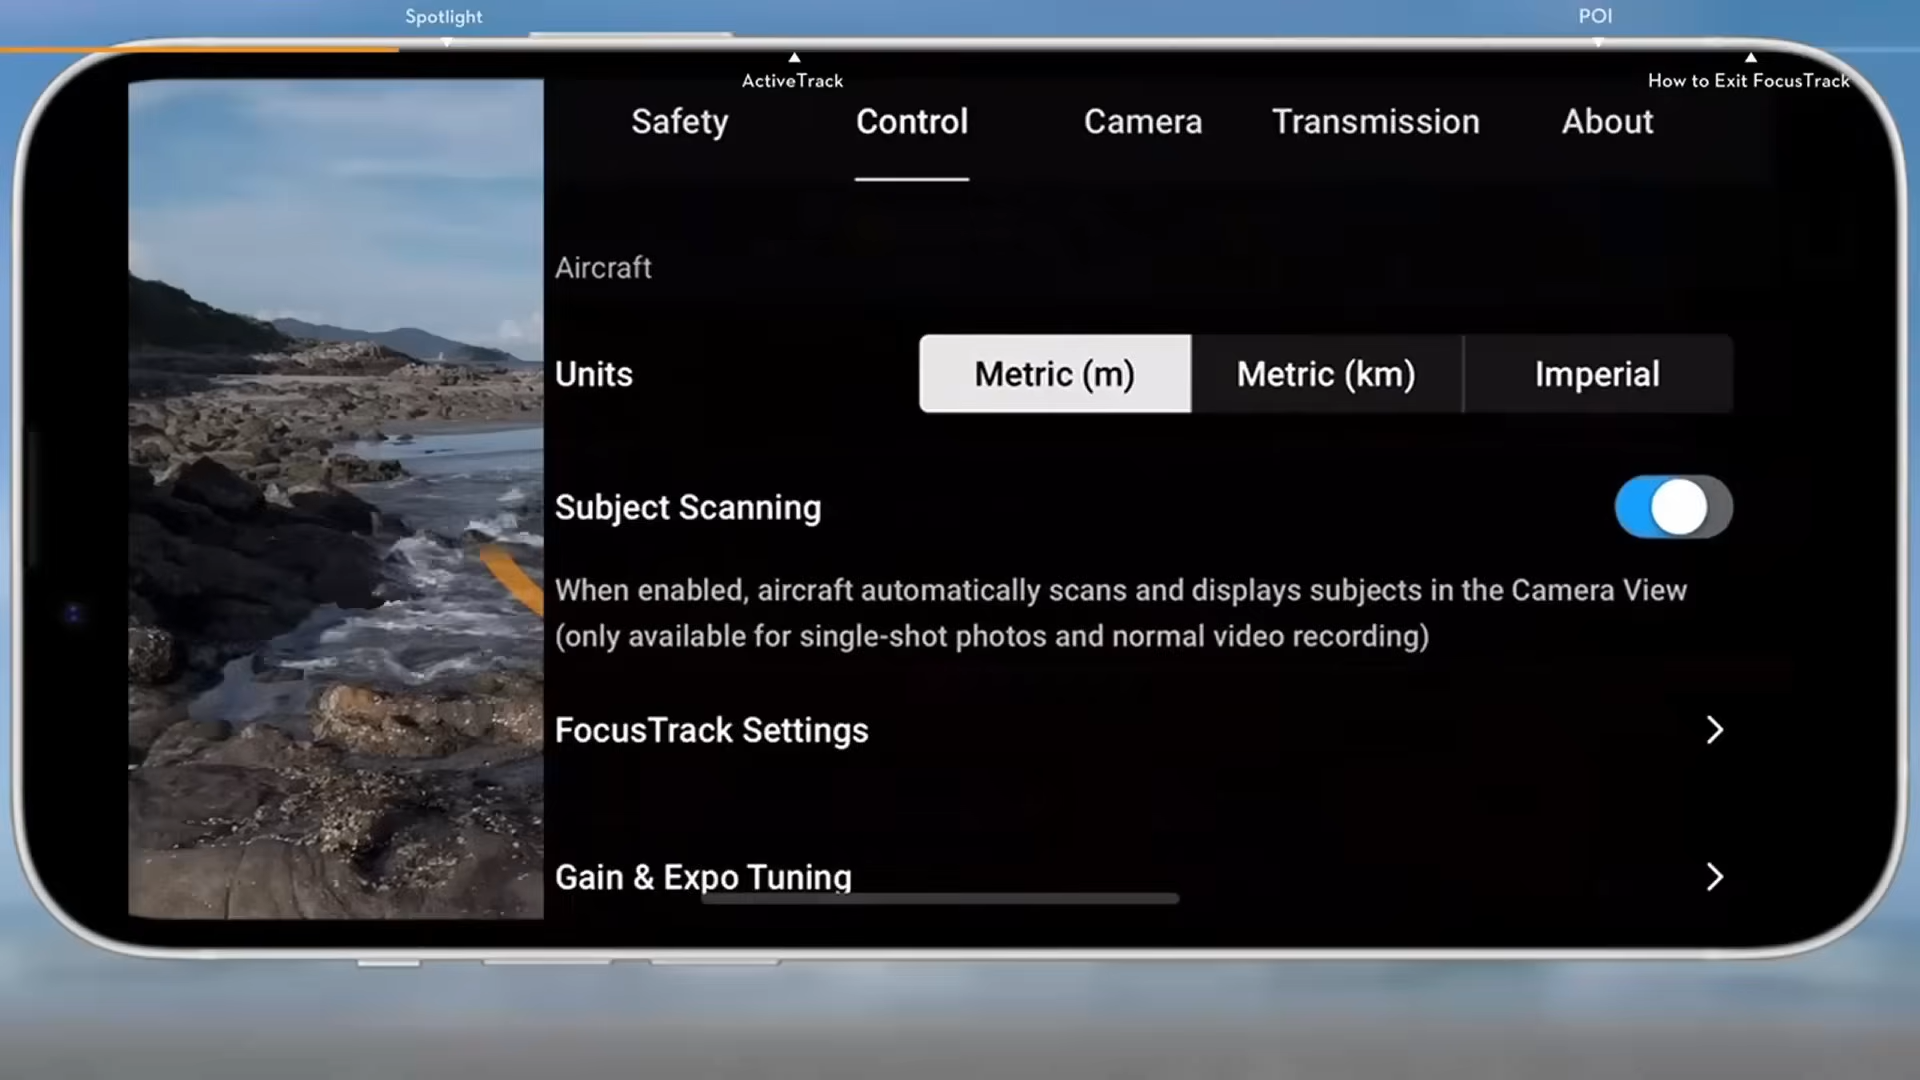 Spotlight
POI
ActiveTrack
How to Exit FocusTrack
Safety
Control
Camera
Transmission
About
Aircraft
Units
Metric (m)
Metric (km)
Imperial
Subject Scanning
When enabled, aircraft automatically scans and displays subjects in the Camera View
(only available for single-shot photos and normal video recording)
FocusTrack Settings
Gain & Expo Tuning